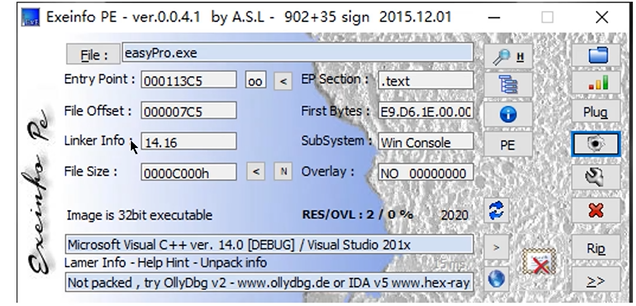 Exeinfo PE - ver.0.0.4.1 by A.S.L - 902+35 sign 2015.12.01
File : easyPro.exe H
Entry Point : 000113C5 oo < EP Section : .text
File Offset : 000007C5 First Bytes : E9.D6.1E.00.0C Plug
Linker Info : 14.16 SubSystem : Win Console PE
File Size : 0000C000h < N Overlay : NO 00000000
Image is 32bit executable RES/OVL : 2 / 0 % 2020
Microsoft Visual C++ ver. 14.0 [DEBUG] / Visual Studio 201x > Rip
Lamer Info - Help Hint - Unpack info
Not packed , try OllyDbg v2 - www.ollydbg.de or IDA v5 www.hex-ray >>
Exeinfo Pe